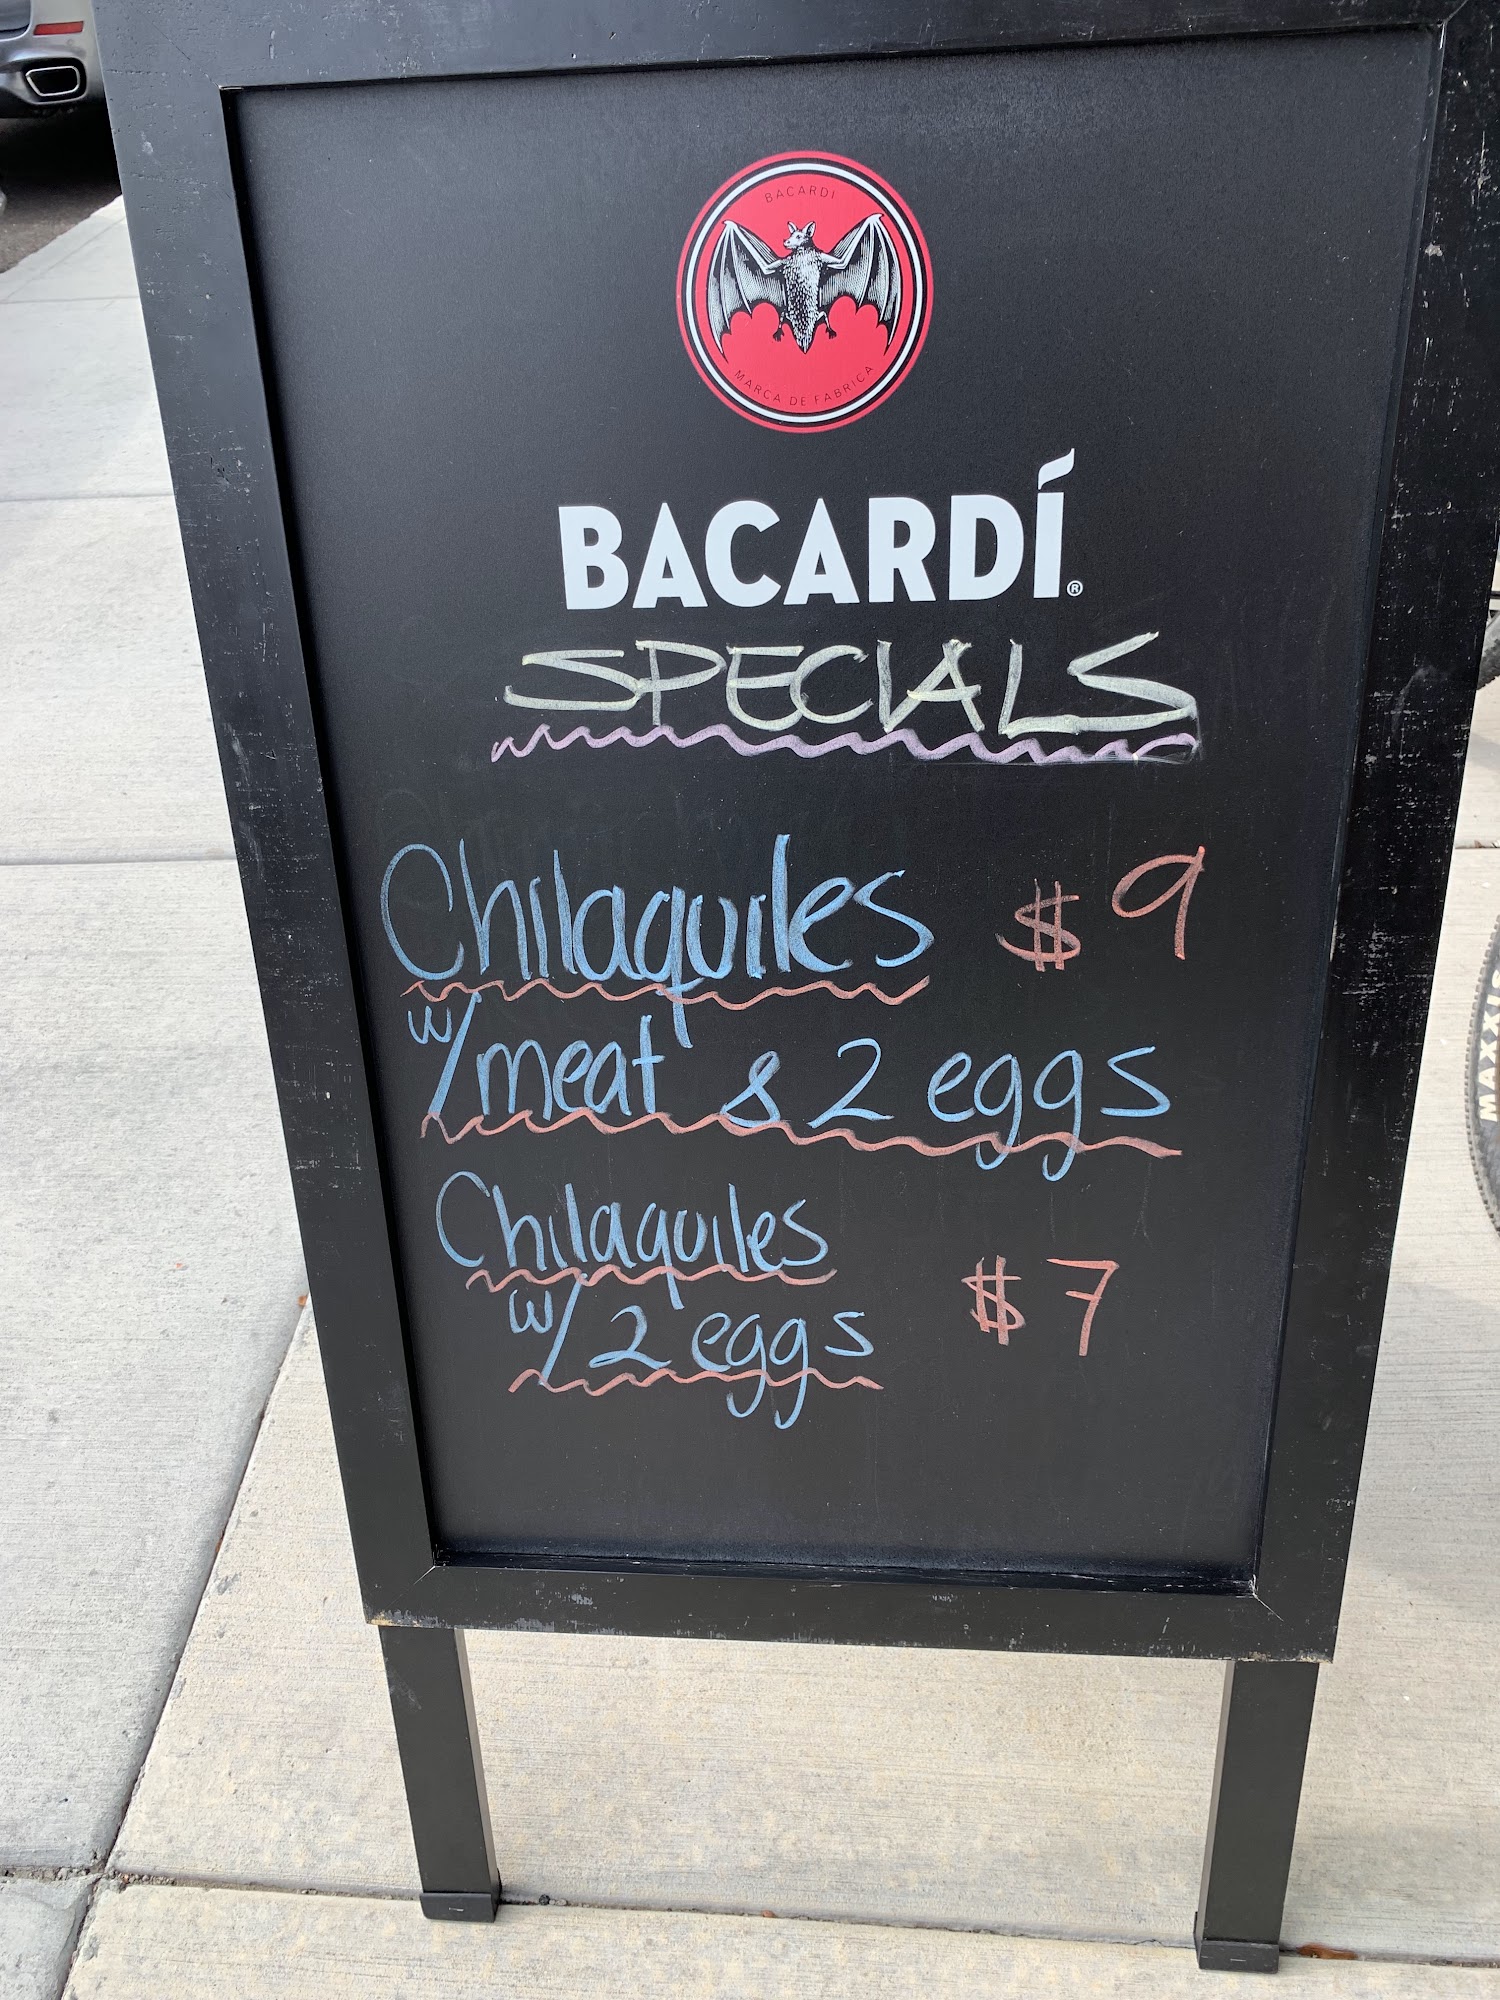 BACARDI
MARCA DE FABRICA
BACARDÍ®
SPECIALS
Chilaquiles $9
w/meat & 2 eggs
Chilaquiles
w/2 eggs $7
MAXXIS